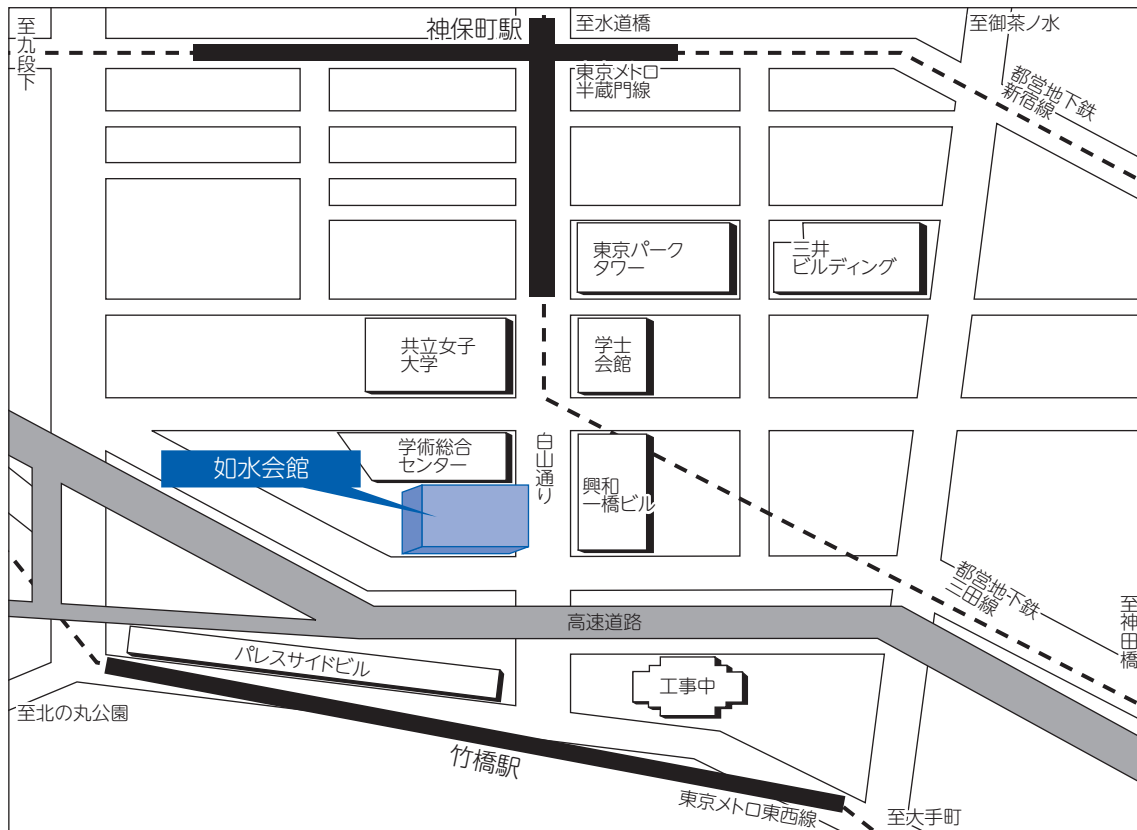 至九段下
神保町駅
至水道橋
至御茶ノ水
東京メトロ
半蔵門線
都営地下鉄
新宿線
東京パーク
タワー
三井
ビルディング
共立女子
大学
学士
会館
学術総合
センター
白山通り
如水会館
興和
一橋ビル
都営地下鉄
三田線
至神田橋
高速道路
パレスサイドビル
工事中
至北の丸公園
竹橋駅
東京メトロ東西線
至大手町